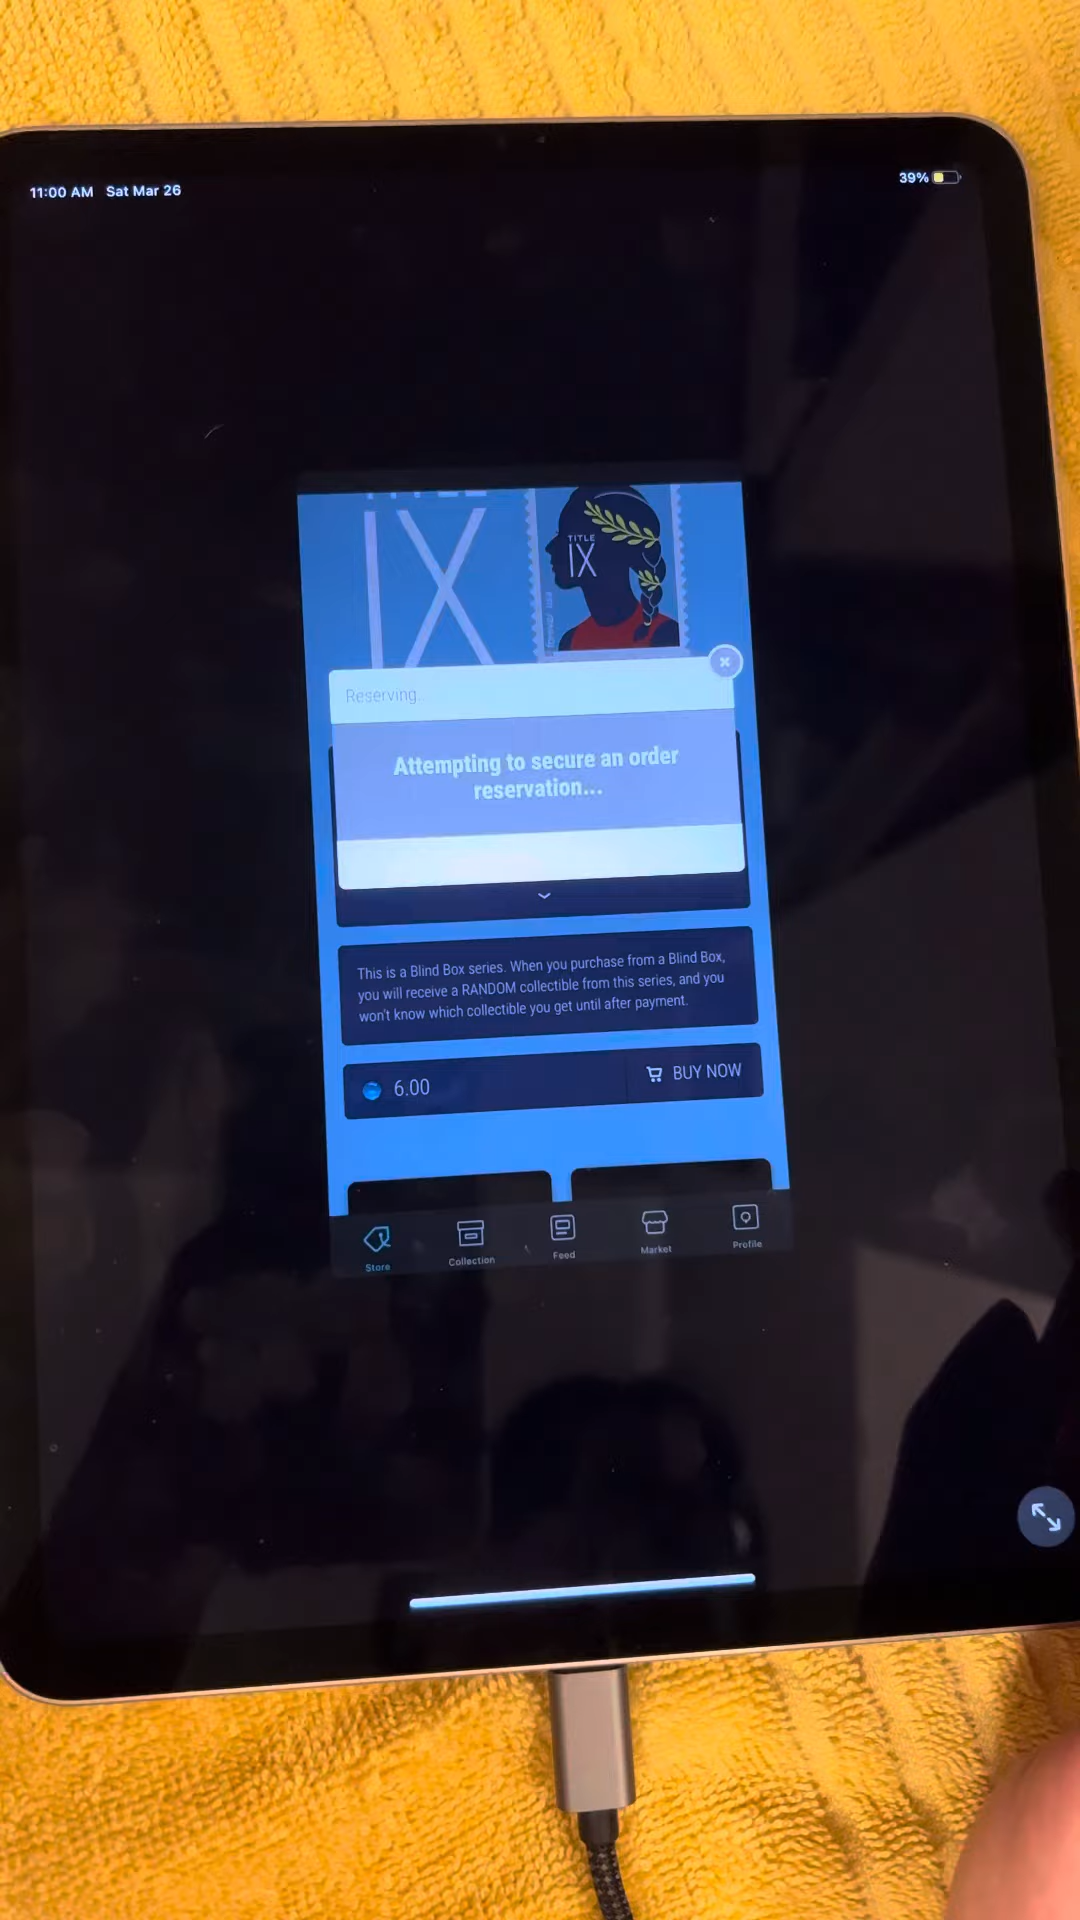 11:00 AM Sat Mar 26
39%
IX
TITLE
IX
Reserving...
Attempting to secure an order
reservation...
This is a Blind Box series. When you purchase from a Blind Box,
you will receive a RANDOM collectible from this series, and you
won't know which collectible you get until after payment.
6.00
BUY NOW
Store
Collection
Feed
Market
Profile